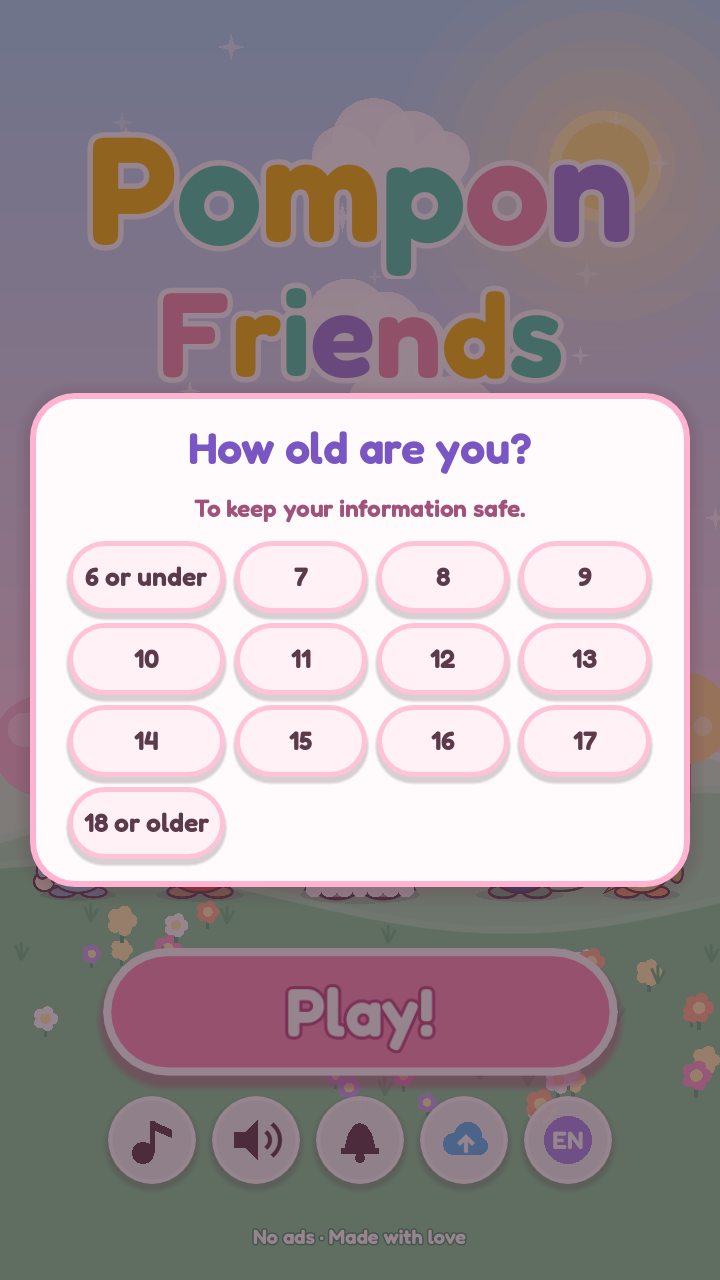 Pompon
Friends
How old are you?
To keep your information safe.
6 or under
7
8
9
10
11
12
13
14
15
16
17
18 or older
Play!
EN
No ads · Made with love